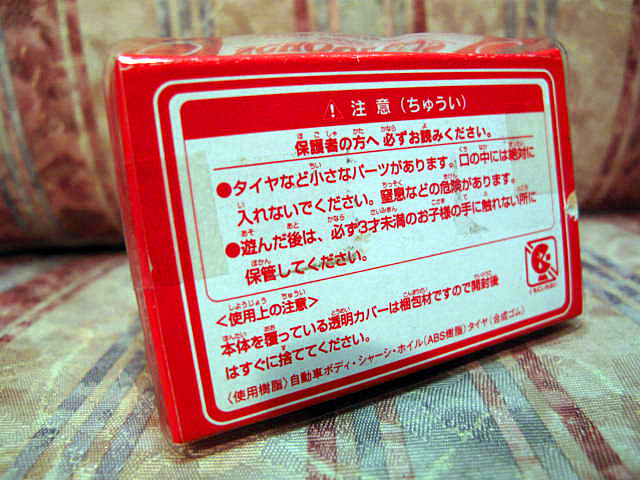 ⚠ 注意（ちゅうい）
保護者の方へ 必ずお読みください。
●タイヤなど小さなパーツがあります。口の中には絶対に
入れないでください。窒息などの危険があります。
●遊んだ後は、必ず3才未満のお子様の手に触れない所に
保管してください。
〈使用上の注意〉
本体を覆っている透明カバーは梱包材ですので開封後
はすぐに捨ててください。
〈使用樹脂〉自動車ボディ・シャーシ・ホイル（ABS樹脂）タイヤ（合成ゴム）